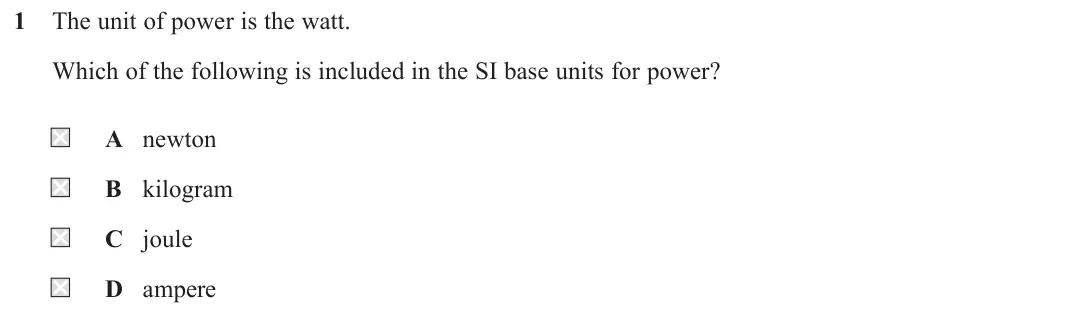 1 The unit of power is the watt.
Which of the following is included in the SI base units for power?
A newton
B kilogram
C joule
D ampere